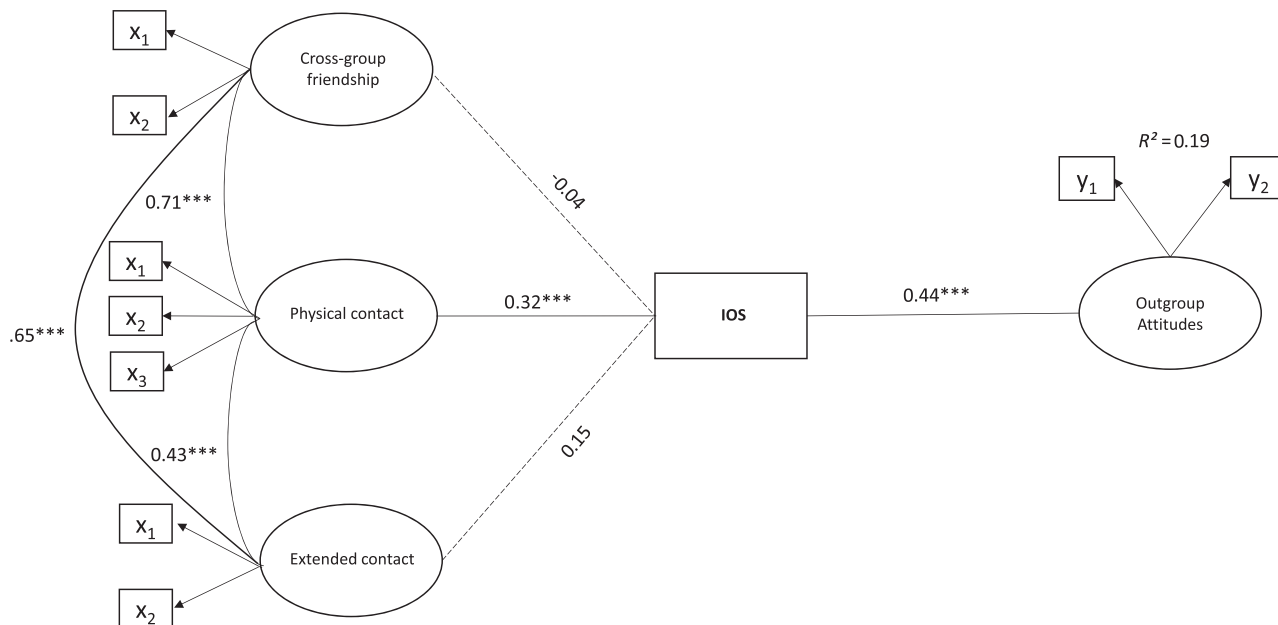 x₁
Cross-group
friendship
x₂
R² = 0.19
y₁
y₂
-0.04
0.71***
x₁
x₂
x₃
Physical contact
0.32***
IOS
0.44***
Outgroup
Attitudes
.65***
0.43***
0.15
x₁
Extended contact
x₂